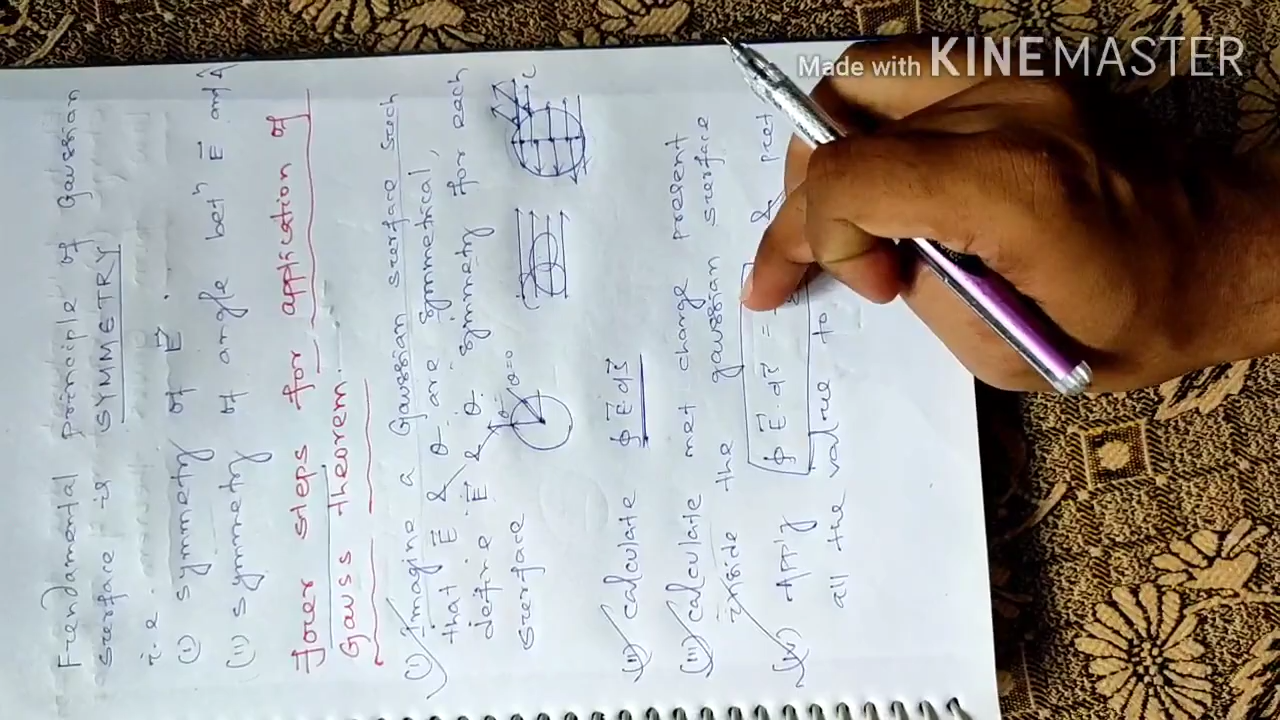 Fundamental principle of Gaussian
surface is SYMMETRY
i.e
(i) symmetry of E⃗ .
(ii) symmetry of angle betⁿ E⃗ and
Four steps for application of
Gauss theorem.
(i) Imagine a Gaussian surface such
that E⃗ & θ are symmetrical,
define E⃗ & θ symmetry for each
surface
θ=0
(ii) calculate ∮E⃗.ds⃗
(iii) calculate net charge present
inside the gaussian surface
(iv) Apply ∮E⃗.ds⃗ = & put
all the value to
Made with KINEMASTER